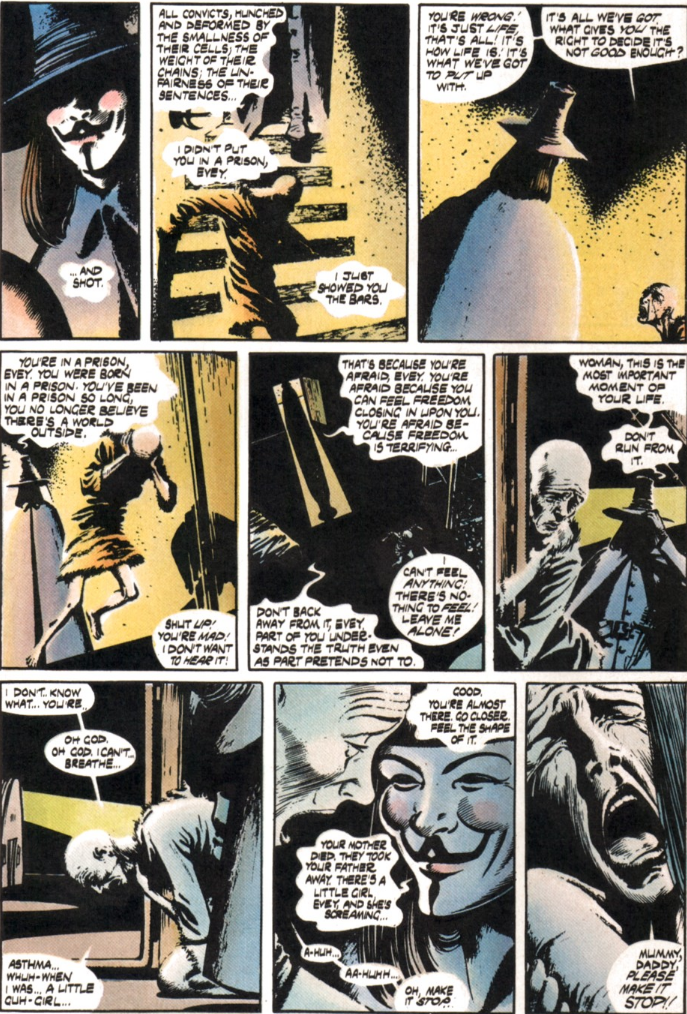 ...AND
SHOT.
ALL CONVICTS, HUNCHED
AND DEFORMED BY
THE SMALLNESS OF
THEIR CELLS; THE
WEIGHT OF THEIR
CHAINS; THE UN-
FAIRNESS OF THEIR
SENTENCES...
I DIDN'T PUT
YOU IN A PRISON,
EVEY.
I JUST
SHOWED YOU
THE BARS.
YOU'RE WRONG!
IT'S JUST LIFE,
THAT'S ALL! IT'S
HOW LIFE IS. IT'S
WHAT WE'VE GOT
TO PUT UP
WITH.
IT'S ALL WE'VE GOT.
WHAT GIVES YOU THE
RIGHT TO DECIDE IT'S
NOT GOOD ENOUGH?
YOU'RE IN A PRISON,
EVEY. YOU WERE BORN
IN A PRISON. YOU'VE BEEN
IN A PRISON SO LONG,
YOU NO LONGER BELIEVE
THERE'S A WORLD
OUTSIDE.
SHUT UP!
YOU'RE MAD!
I DON'T WANT
TO HEAR IT!
THAT'S BECAUSE YOU'RE
AFRAID, EVEY. YOU'RE
AFRAID BECAUSE YOU
CAN FEEL FREEDOM
CLOSING IN UPON YOU.
YOU'RE AFRAID BE-
CAUSE FREEDOM
IS TERRIFYING...
I
CAN'T FEEL
ANYTHING!
THERE'S NO-
THING TO FEEL!
LEAVE ME
ALONE!
DON'T BACK
AWAY FROM IT, EVEY.
PART OF YOU UNDER-
STANDS THE TRUTH EVEN
AS PART PRETENDS NOT TO.
WOMAN, THIS IS THE
MOST IMPORTANT
MOMENT OF
YOUR LIFE.
DON'T
RUN FROM
IT.
I DON'T.. KNOW
WHAT... YOU'RE..
OH GOD.
OH GOD. I CAN'T...
BREATHE...
ASTHMA...
WHUH-WHEN
I WAS... A LITTLE
GUH-GIRL...
GOOD.
YOU'RE ALMOST
THERE. GO CLOSER.
FEEL THE SHAPE
OF IT.
YOUR MOTHER
DIED. THEY TOOK
YOUR FATHER
AWAY. THERE'S A
LITTLE GIRL,
EVEY, AND SHE'S
SCREAMING...
A-HUH...
AA-HUHH...
OH, MAKE
IT STOP...
MUMMY,
DADDY,
PLEASE
MAKE IT
STOP!!